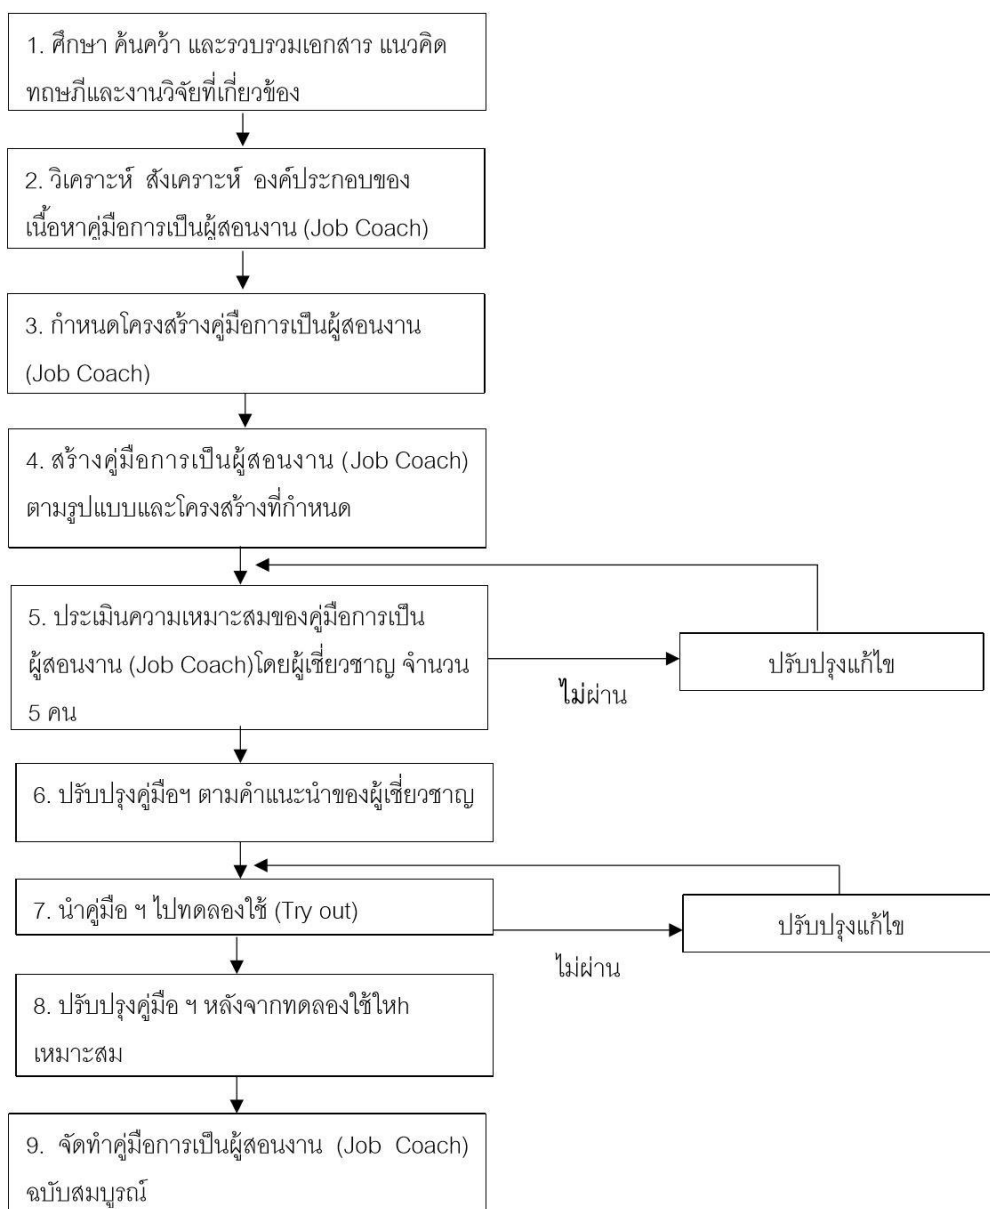 1. ศึกษา ค้นคว้า และรวบรวมเอกสาร แนวคิด
ทฤษฎีและงานวิจัยที่เกี่ยวข้อง
2. วิเคราะห์ สังเคราะห์ องค์ประกอบของ
เนื้อหาคู่มือการเป็นผู้สอนงาน (Job Coach)
3. กำหนดโครงสร้างคู่มือการเป็นผู้สอนงาน
(Job Coach)
4. สร้างคู่มือการเป็นผู้สอนงาน (Job Coach)
ตามรูปแบบและโครงสร้างที่กำหนด
5. ประเมินความเหมาะสมของคู่มือการเป็น
ผู้สอนงาน (Job Coach)โดยผู้เชี่ยวชาญ จำนวน
5 คน
ไม่ผ่าน
ปรับปรุงแก้ไข
6. ปรับปรุงคู่มือฯ ตามคำแนะนำของผู้เชี่ยวชาญ
7. นำคู่มือ ฯ ไปทดลองใช้ (Try out)
ไม่ผ่าน
ปรับปรุงแก้ไข
8. ปรับปรุงคู่มือ ฯ หลังจากทดลองใช้ใหh
เหมาะสม
9. จัดทำคู่มือการเป็นผู้สอนงาน (Job Coach)
ฉบับสมบูรณ์